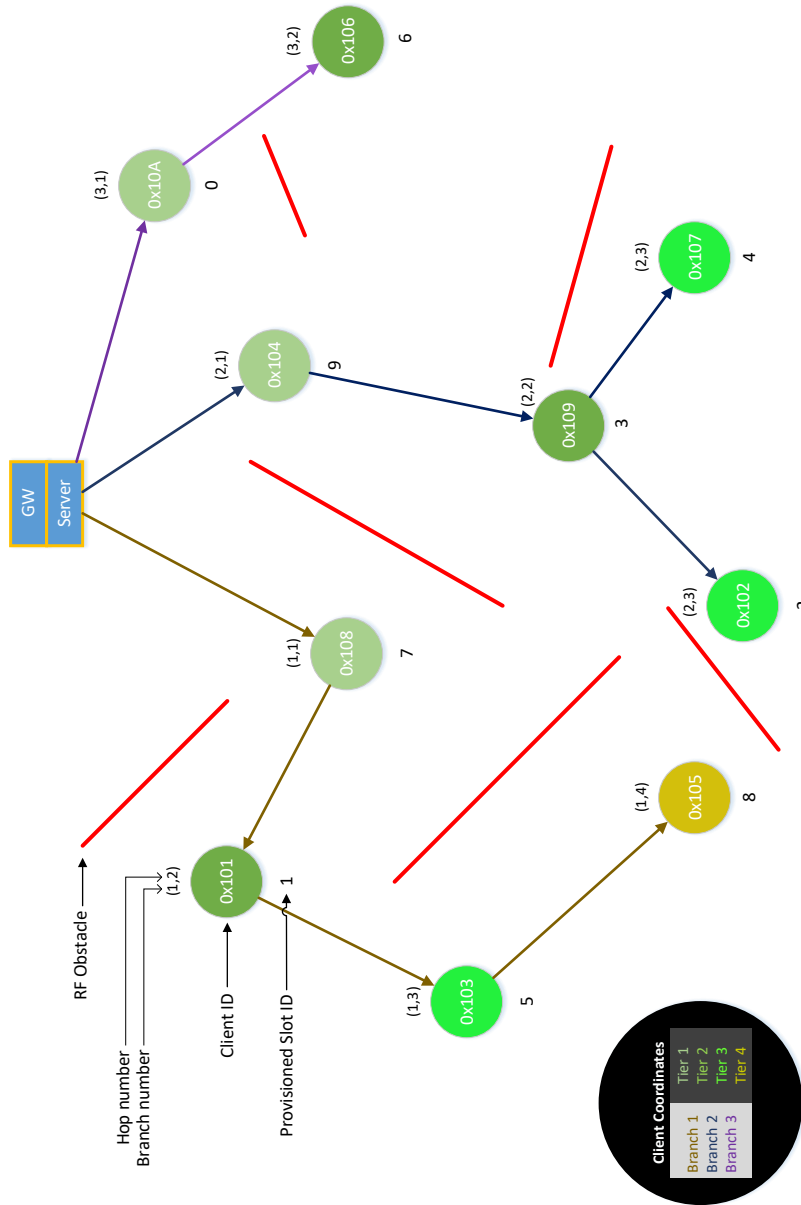 GW
Server
RF Obstacle
(3,1)
Hop number
Branch number
0x10A
(1,2)
0
(2,1)
Client ID
0x101
0x104
Provisioned Slot ID
1
(1,1)
(3,2)
9
0x108
0x106
7
6
(1,3)
0x103
5
(2,2)
0x109
3
(1,4)
(2,3)
0x107
4
(2,3)
0x105
0x102
8
Client Coordinates
Branch 1
Branch 2
Branch 3
Tier 1
Tier 2
Tier 3
Tier 4